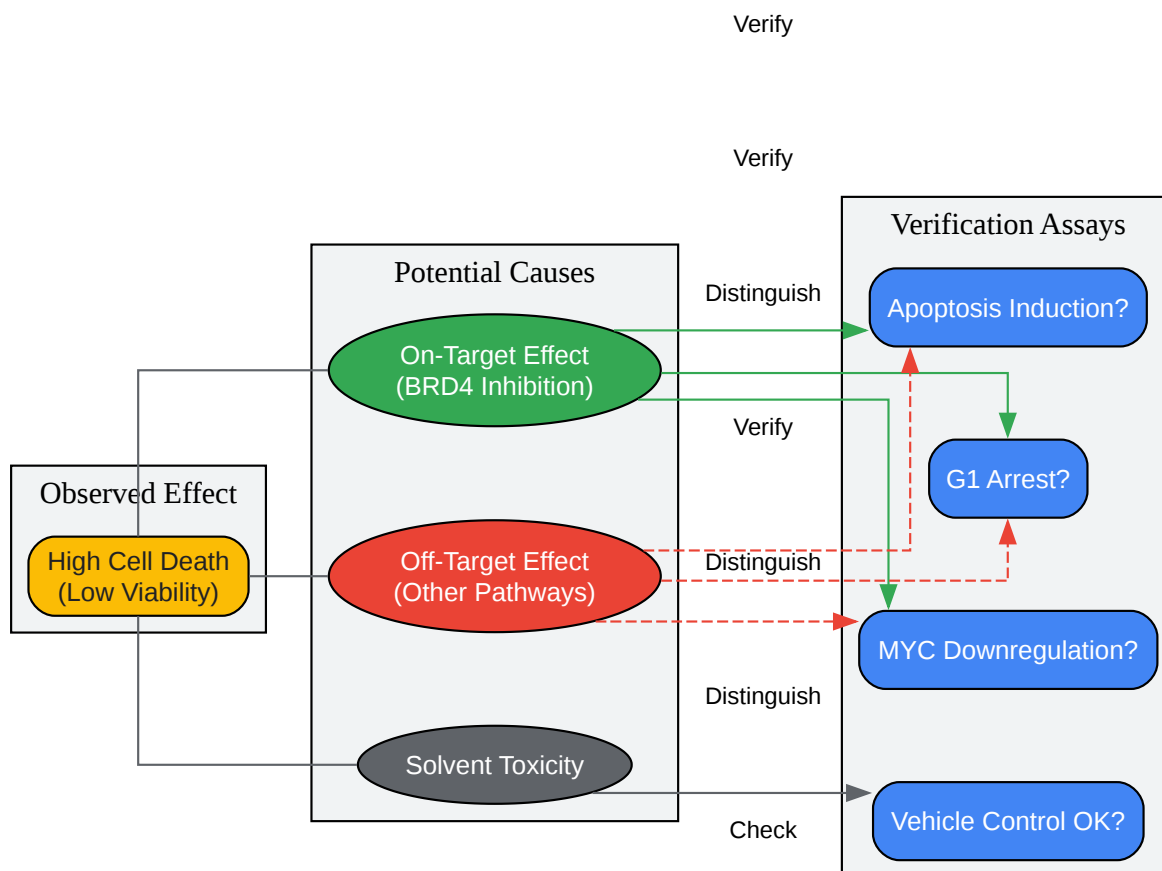 Verify
Verify
Verification Assays
Potential Causes
Distinguish
Apoptosis Induction?
On-Target Effect
(BRD4 Inhibition)
Verify
G1 Arrest?
Observed Effect
High Cell Death
(Low Viability)
Off-Target Effect
(Other Pathways)
Distinguish
MYC Downregulation?
Distinguish
Solvent Toxicity
Vehicle Control OK?
Check